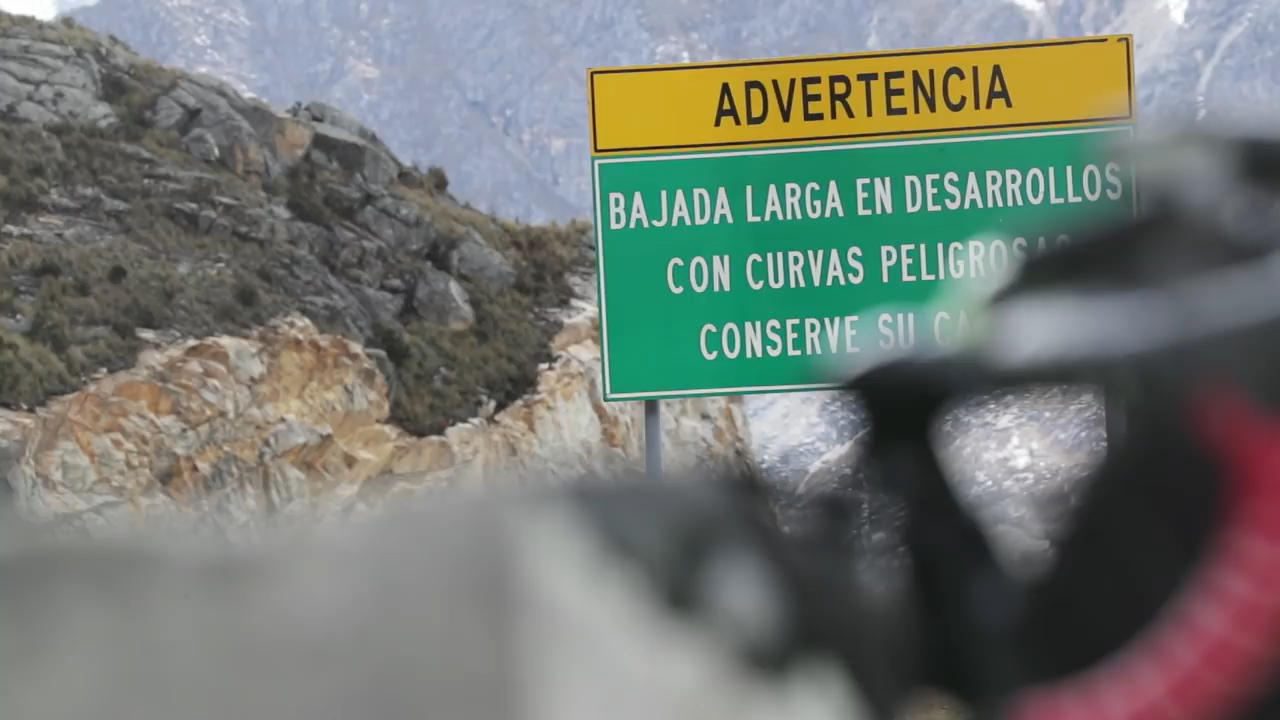 ADVERTENCIA
BAJADA LARGA EN DESARROLLOS
CON CURVAS PELIGROSAS
CONSERVE SU